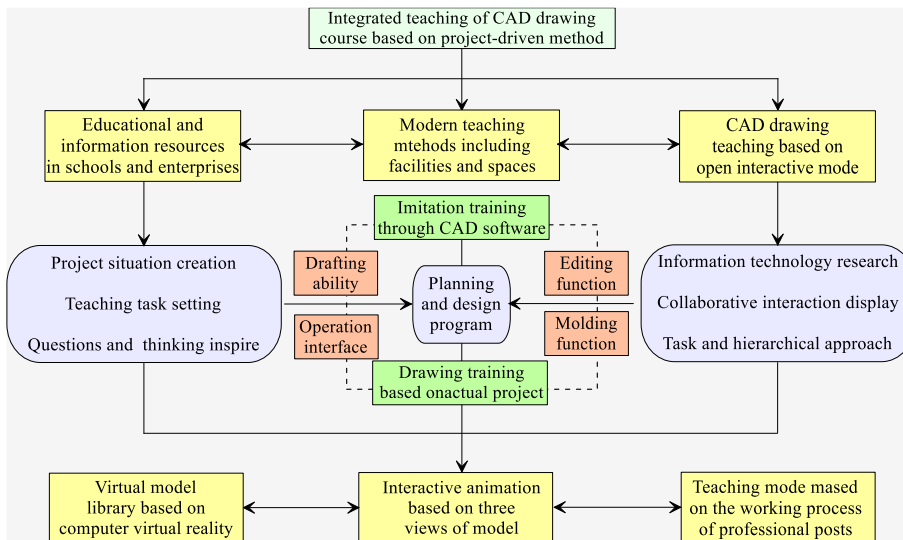 Integrated teaching of CAD drawing
course based on project-driven method
Educational and
information resources
in schools and enterprises
Modern teaching
mtehods including
facilities and spaces
CAD drawing
teaching based on
open interactive mode
Imitation training
through CAD software
Project situation creation
Teaching task setting
Questions and thinking inspire
Drafting
ability
Operation
interface
Planning
and design
program
Editing
function
Molding
function
Information technology research
Collaborative interaction display
Task and hierarchical approach
Drawing training
based onactual project
Virtual model
library based on
computer virtual reality
Interactive animation
based on three
views of model
Teaching mode mased
on the working process
of professional posts